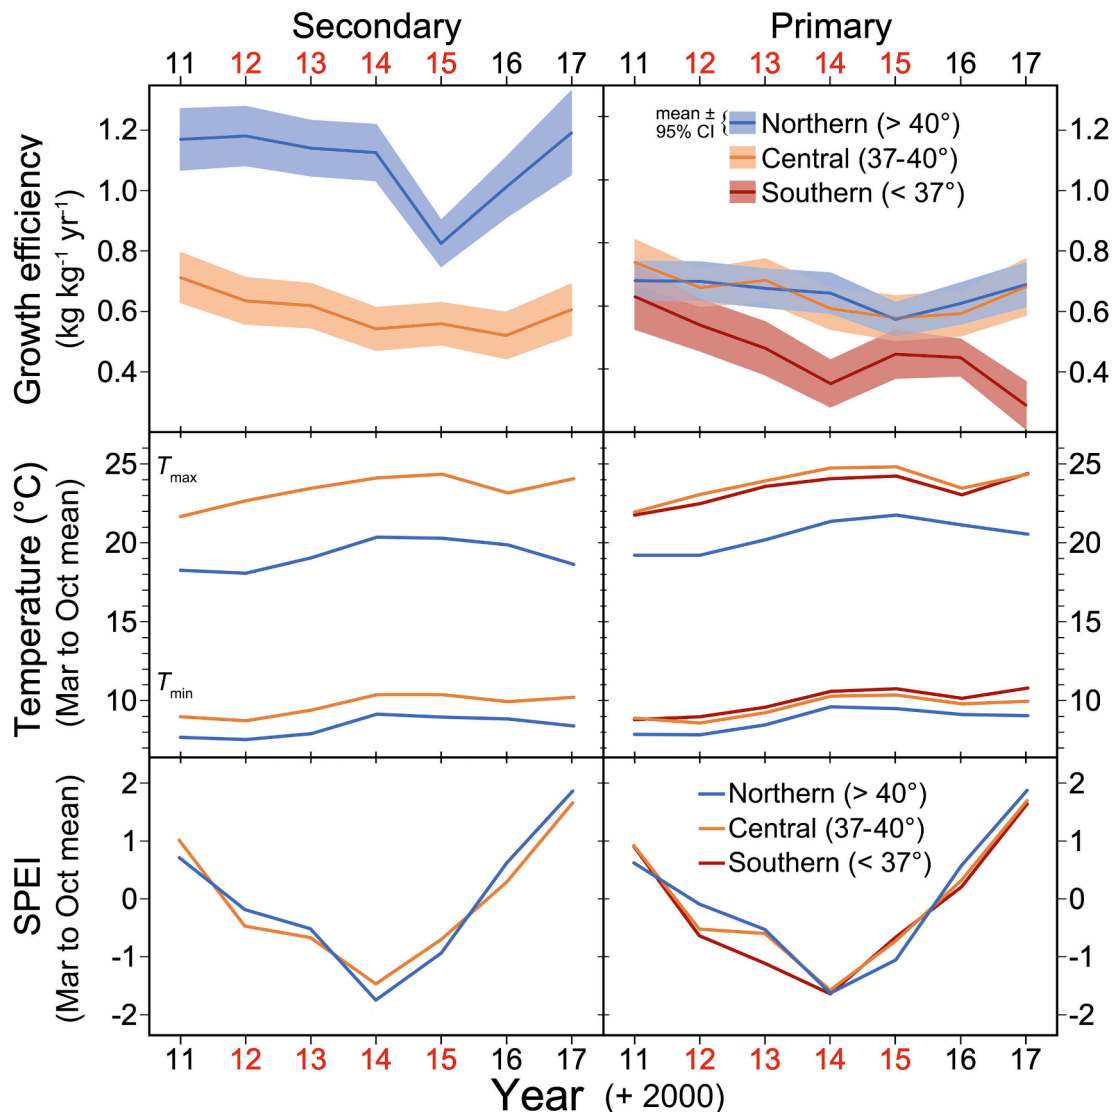 Secondary Primary
11 12 13 14 15 16 17 11 12 13 14 15 16 17
Growth efficiency
(kg kg⁻¹ yr⁻¹)
1.2
1.0
0.8
0.6
0.4
mean ±
95% CI {
Northern (> 40°)
Central (37-40°)
Southern (< 37°)
1.2
1.0
0.8
0.6
0.4
Temperature (°C)
(Mar to Oct mean)
25
20
15
10
Tmax
Tmin
25
20
15
10
SPEI
(Mar to Oct mean)
2
1
0
-1
-2
Northern (> 40°)
Central (37-40°)
Southern (< 37°)
2
1
0
-1
-2
11 12 13 14 15 16 17 11 12 13 14 15 16 17
Year (+ 2000)